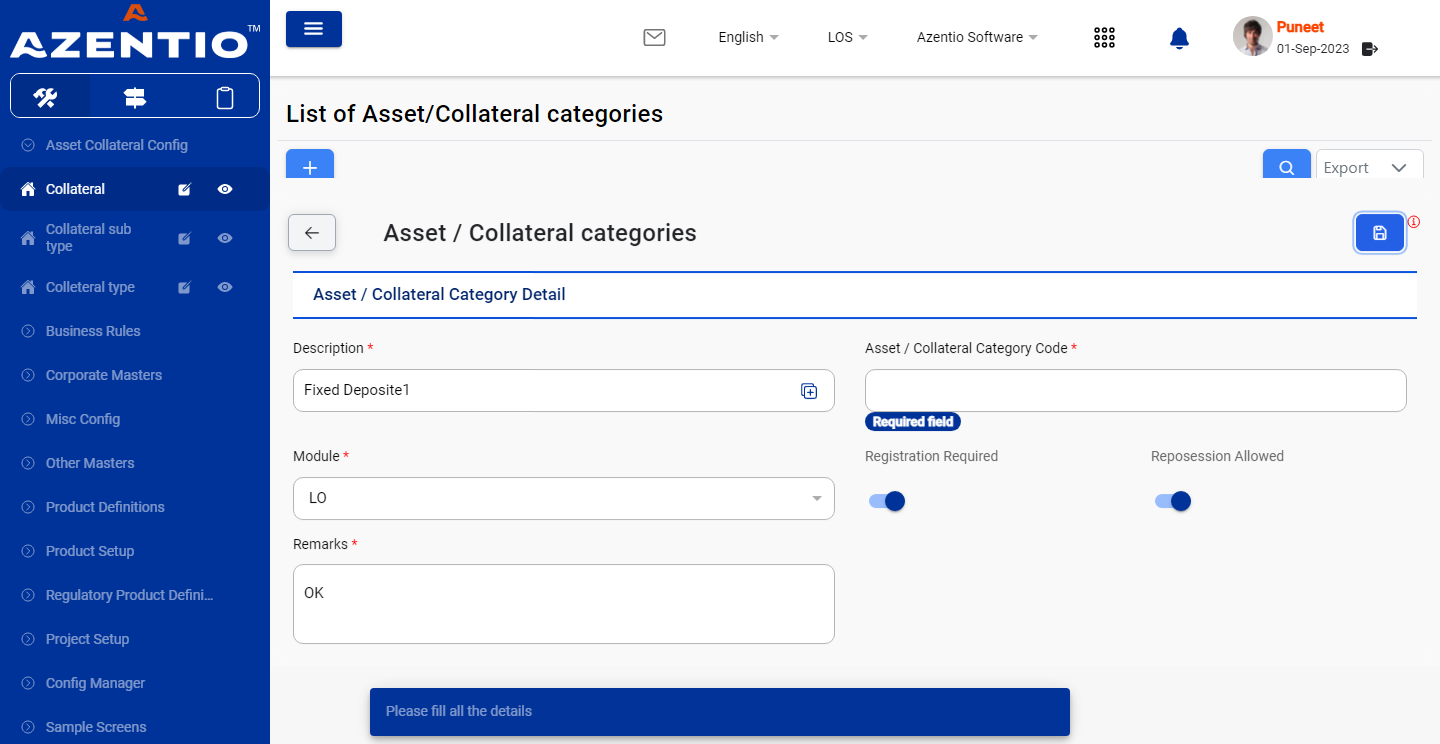 AZENTIO™
Asset Collateral Config
Collateral
Collateral sub
type
Colleteral type
Business Rules
Corporate Masters
Misc Config
Other Masters
Product Definitions
Product Setup
Regulatory Product Defini...
Project Setup
Config Manager
Sample Screens
English
LOS
Azentio Software
Puneet
01-Sep-2023
List of Asset/Collateral categories
Export
Asset / Collateral categories
Asset / Collateral Category Detail
Description *
Fixed Deposite1
Asset / Collateral Category Code *
Required field
Module *
LO
Registration Required
Reposession Allowed
Remarks *
OK
Please fill all the details